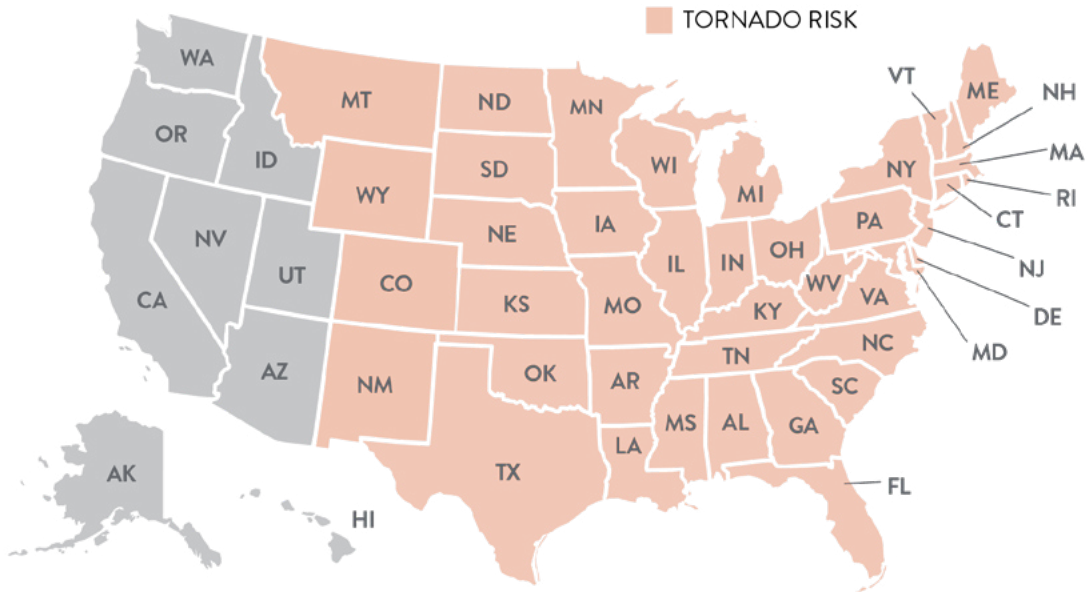 TORNADO RISK
WA
MT
ND
MN
VT
ME
NH
OR
ID
SD
WI
MI
NY
MA
WY
RI
NV
NE
IA
PA
CT
UT
CO
IL
IN
OH
NJ
CA
KS
MO
WV
VA
DE
KY
MD
AZ
NM
OK
AR
TN
NC
SC
MS
AL
GA
LA
TX
AK
FL
HI